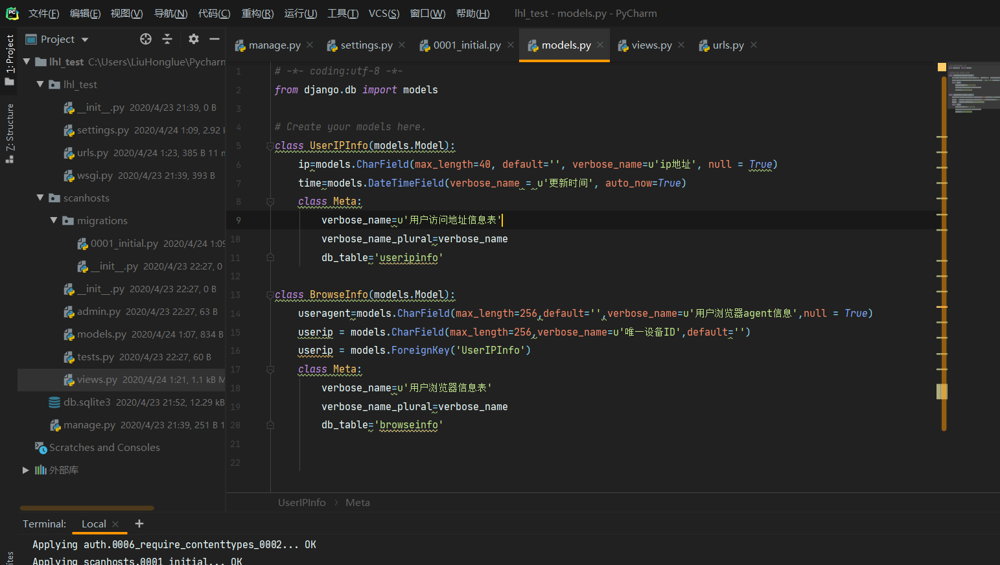 文件(F) 编辑(E) 视图(V) 导航(N) 代码(C) 重构(R) 运行(U) 工具(T) VCS(S) 窗口(W) 帮助(H) lhl_test - models.py - PyCharm
1: Project
7: Structure
Project
lhl_test C:\Users\LiuHonglue\Pycharm
lhl_test
__init__.py 2020/4/23 21:39, 0 B
settings.py 2020/4/24 1:09, 2.92 k
urls.py 2020/4/24 1:23, 385 B 11 m
wsgi.py 2020/4/23 21:39, 393 B
scanhosts
migrations
0001_initial.py 2020/4/24 1:09
__init__.py 2020/4/23 22:27, 0
__init__.py 2020/4/23 22:27, 0 B
admin.py 2020/4/23 22:27, 63 B
models.py 2020/4/24 1:07, 834 B
tests.py 2020/4/23 22:27, 60 B
views.py 2020/4/24 1:21, 1.1 kB M
db.sqlite3 2020/4/23 21:52, 12.29 kB
manage.py 2020/4/23 21:39, 251 B 1
Scratches and Consoles
外部库
manage.py settings.py 0001_initial.py models.py views.py urls.py
1 # -*- coding:utf-8 -*-
2 from django.db import models
3
4 # Create your models here.
5 class UserIPInfo(models.Model):
6 ip=models.CharField(max_length=40, default='', verbose_name=u'ip地址', null = True)
7 time=models.DateTimeField(verbose_name = u'更新时间', auto_now=True)
8 class Meta:
9 verbose_name=u'用户访问地址信息表'
10 verbose_name_plural=verbose_name
11 db_table='useripinfo'
12
13 class BrowseInfo(models.Model):
14 useragent=models.CharField(max_length=256,default='',verbose_name=u'用户浏览器agent信息',null = True)
15 userip = models.CharField(max_length=256,verbose_name=u'唯一设备ID',default='')
16 userip = models.ForeignKey('UserIPInfo')
17 class Meta:
18 verbose_name=u'用户浏览器信息表'
19 verbose_name_plural=verbose_name
20 db_table='browseinfo'
21
22
UserIPInfo Meta
Terminal: Local
Applying auth.0006_require_contenttypes_0002... OK
Applying scanhosts.0001_initial... OK